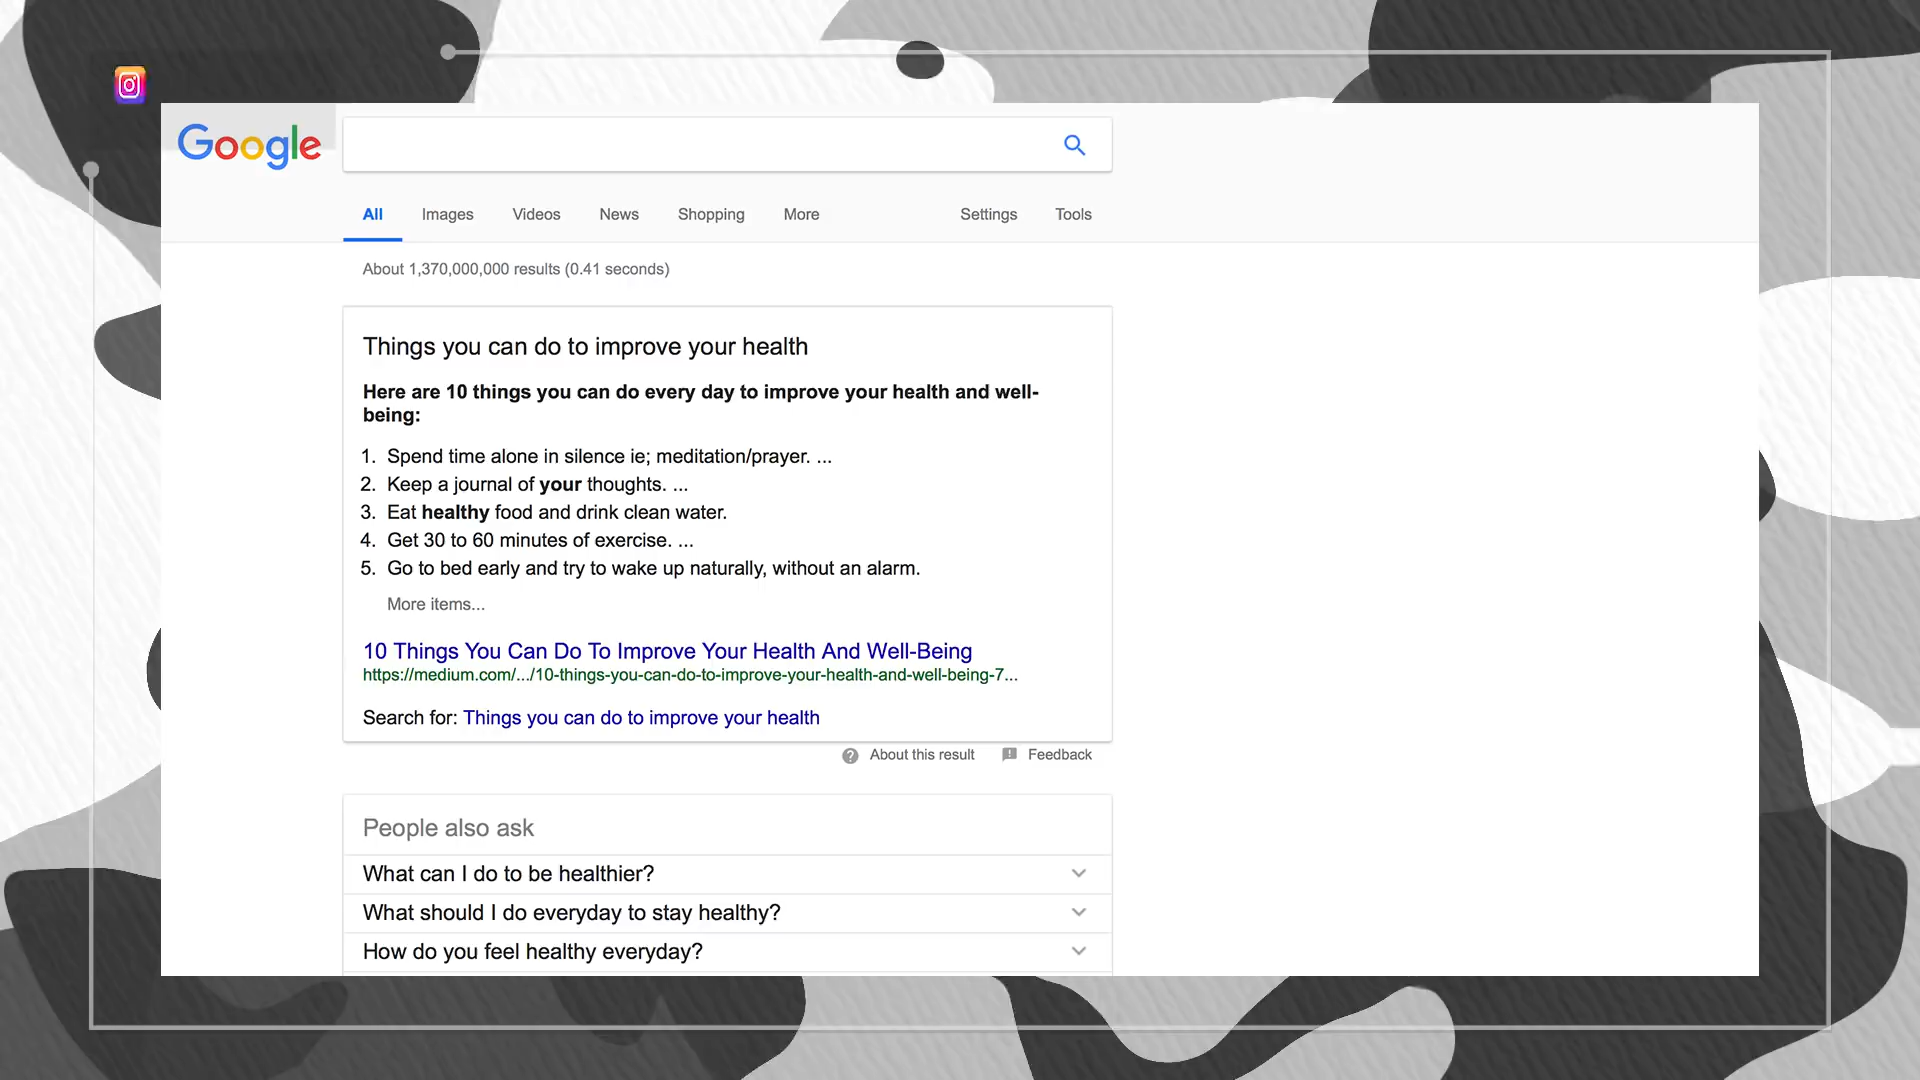 Google
All Images Videos News Shopping More Settings Tools
About 1,370,000,000 results (0.41 seconds)
Things you can do to improve your health
Here are 10 things you can do every day to improve your health and well-
being:
1. Spend time alone in silence ie; meditation/prayer. ...
2. Keep a journal of your thoughts. ...
3. Eat healthy food and drink clean water.
4. Get 30 to 60 minutes of exercise. ...
5. Go to bed early and try to wake up naturally, without an alarm.
More items...
10 Things You Can Do To Improve Your Health And Well-Being
https://medium.com/.../10-things-you-can-do-to-improve-your-health-and-well-being-7...
Search for: Things you can do to improve your health
About this result Feedback
People also ask
What can I do to be healthier?
What should I do everyday to stay healthy?
How do you feel healthy everyday?